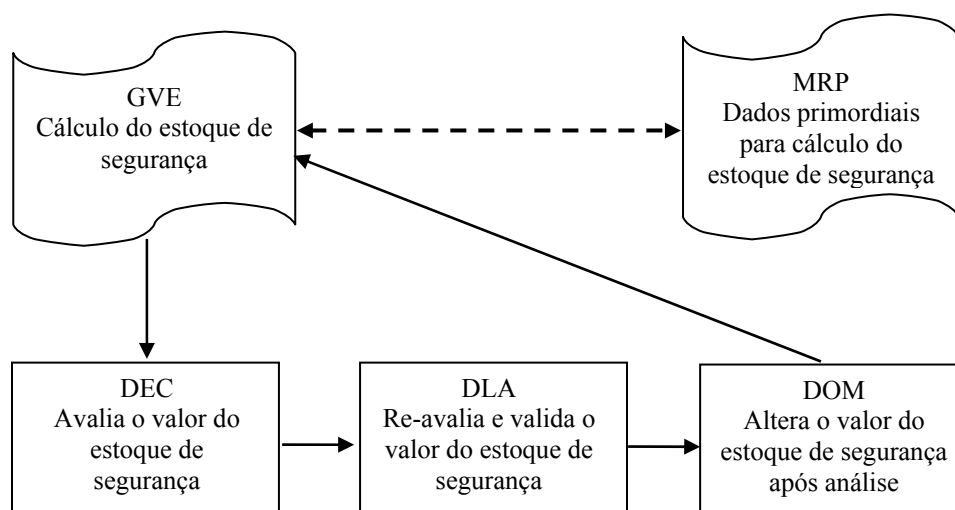 GVE
Cálculo do estoque de
segurança
MRP
Dados primordiais
para cálculo do
estoque de segurança
DEC
Avalia o valor do
estoque de
segurança
DLA
Re-avalia e valida o
valor do estoque de
segurança
DOM
Altera o valor do
estoque de segurança
após análise